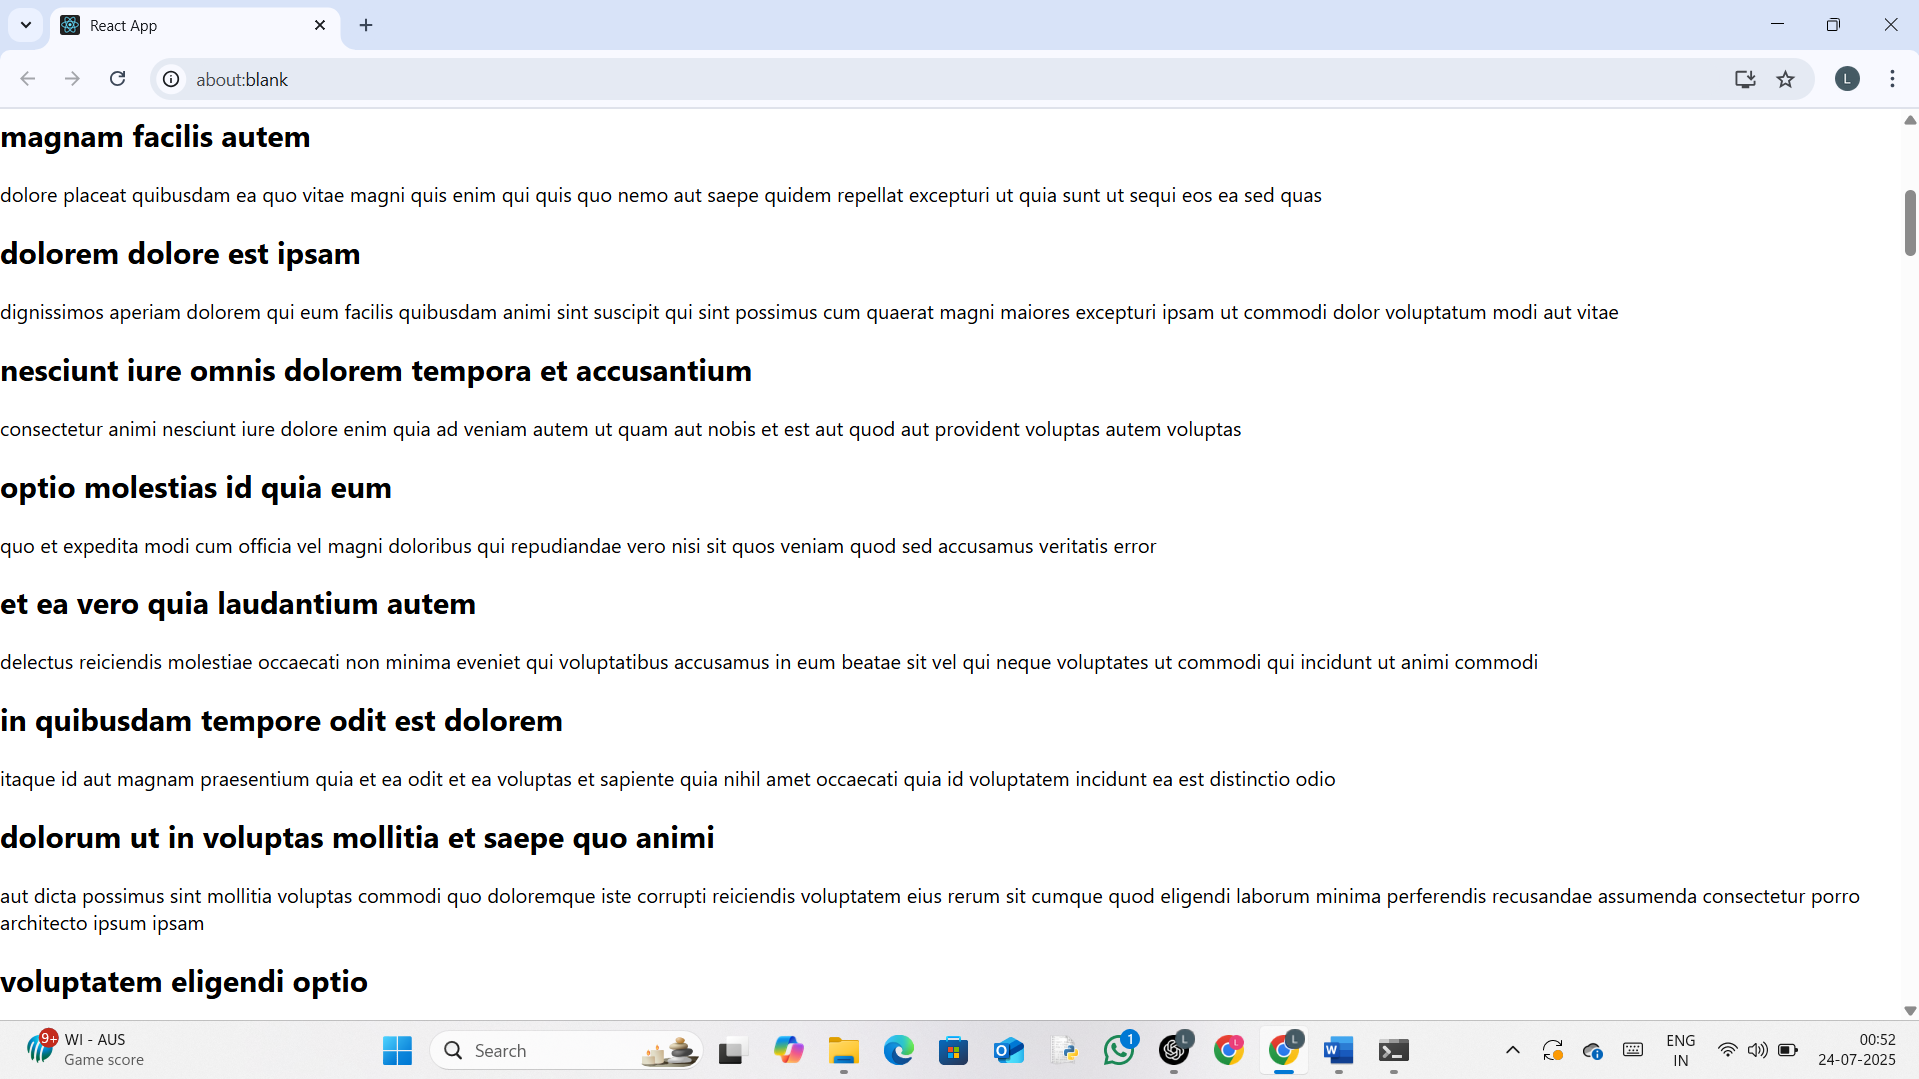 React App
about:blank
L
magnam facilis autem
dolore placeat quibusdam ea quo vitae magni quis enim qui quis quo nemo aut saepe quidem repellat excepturi ut quia sunt ut sequi eos ea sed quas
dolorem dolore est ipsam
dignissimos aperiam dolorem qui eum facilis quibusdam animi sint suscipit qui sint possimus cum quaerat magni maiores excepturi ipsam ut commodi dolor voluptatum modi aut vitae
nesciunt iure omnis dolorem tempora et accusantium
consectetur animi nesciunt iure dolore enim quia ad veniam autem ut quam aut nobis et est aut quod aut provident voluptas autem voluptas
optio molestias id quia eum
quo et expedita modi cum officia vel magni doloribus qui repudiandae vero nisi sit quos veniam quod sed accusamus veritatis error
et ea vero quia laudantium autem
delectus reiciendis molestiae occaecati non minima eveniet qui voluptatibus accusamus in eum beatae sit vel qui neque voluptates ut commodi qui incidunt ut animi commodi
in quibusdam tempore odit est dolorem
itaque id aut magnam praesentium quia et ea odit et ea voluptas et sapiente quia nihil amet occaecati quia id voluptatem incidunt ea est distinctio odio
dolorum ut in voluptas mollitia et saepe quo animi
aut dicta possimus sint mollitia voluptas commodi quo doloremque iste corrupti reiciendis voluptatem eius rerum sit cumque quod eligendi laborum minima perferendis recusandae assumenda consectetur porro
architecto ipsum ipsam
voluptatem eligendi optio
9+
WI - AUS
Game score
Search
1
L
L
L
ENG
IN
00:52
24-07-2025